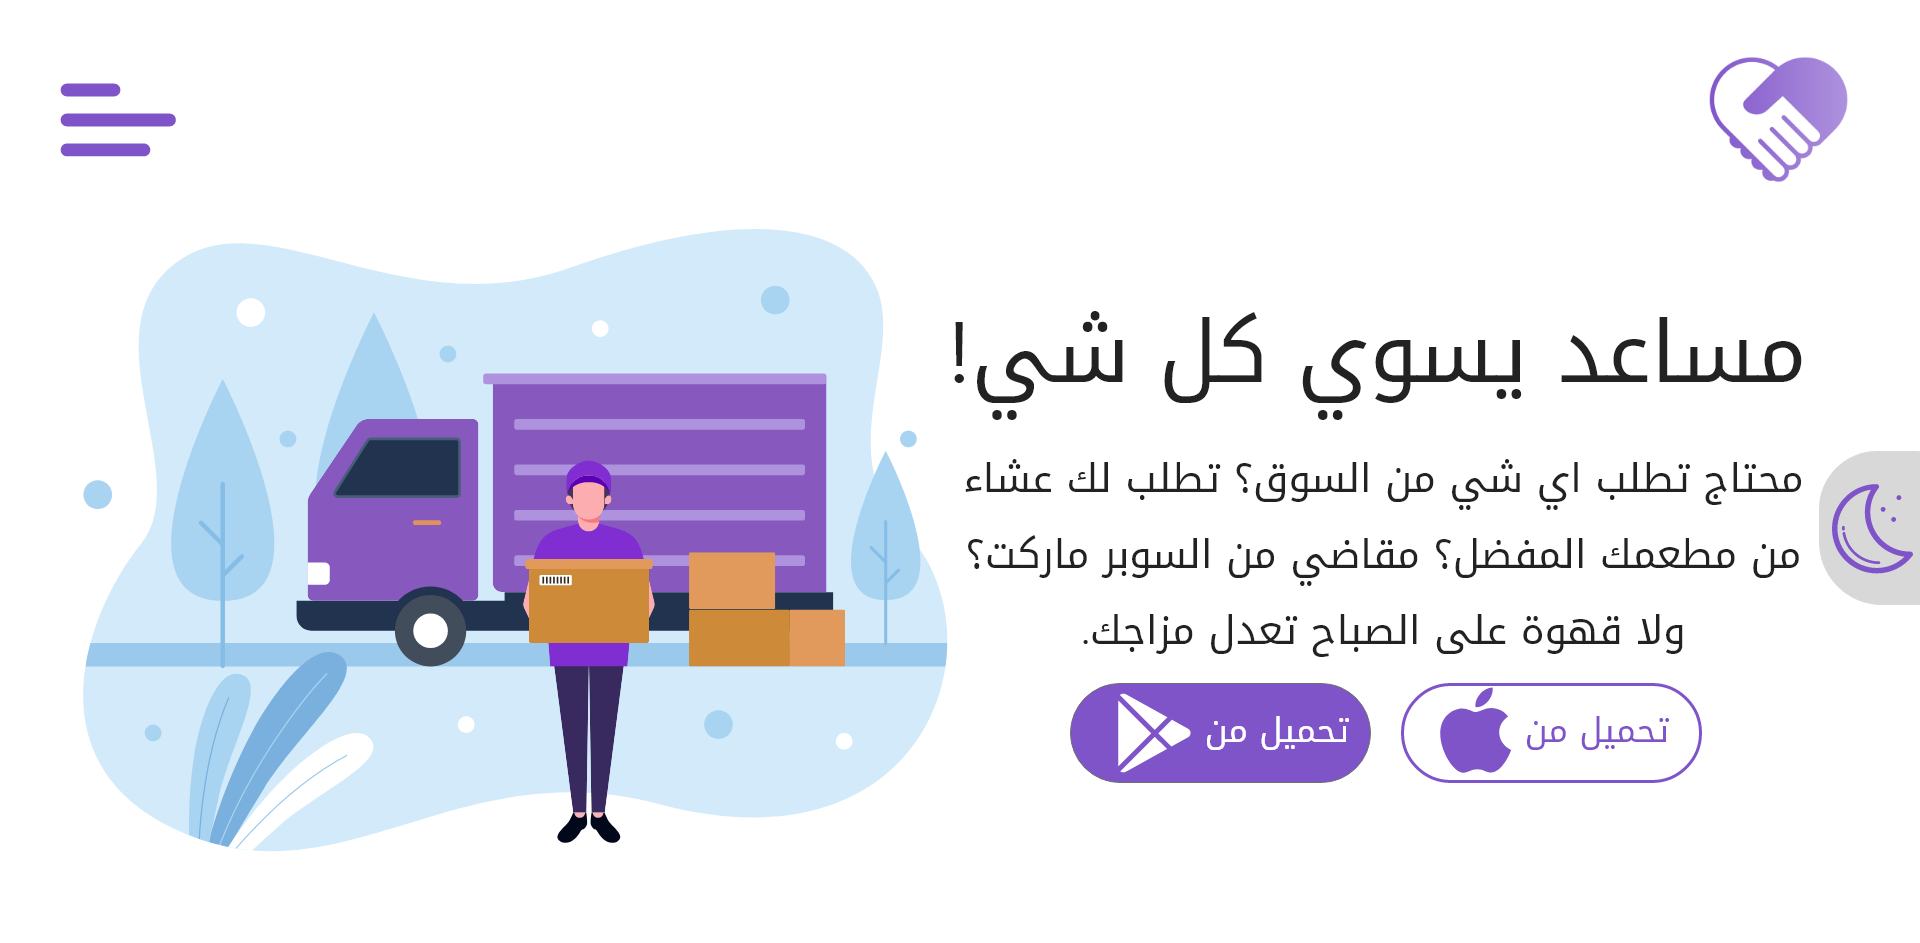 مساعد يسوي كل شي!
محتاج تطلب اي شي من السوق؟ تطلب لك عشاء
من مطعمك المفضل؟ مقاضي من السوبر ماركت؟
ولا قهوة على الصباح تعدل مزاجك.
تحميل من
تحميل من